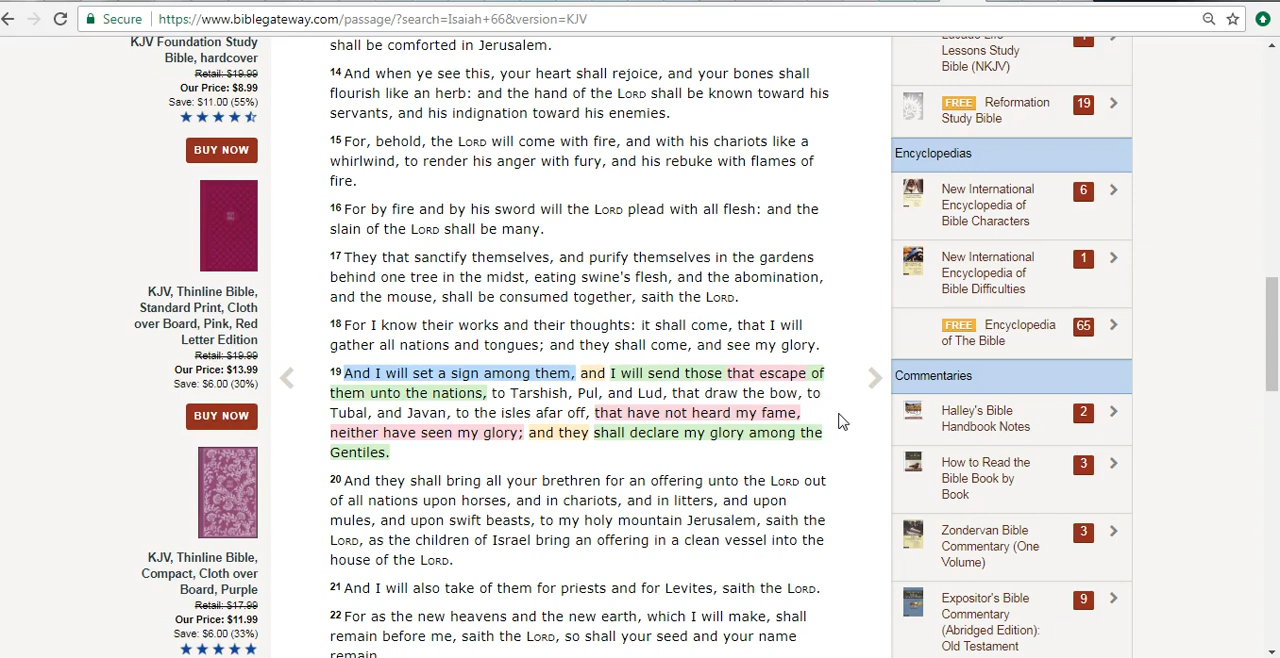 Secure https://www.biblegateway.com/passage/?search=Isaiah+66&version=KJV
KJV Foundation Study
Bible, hardcover
Retail: $19.99
Our Price: $8.99
Save: $11.00 (55%)
BUY NOW
KJV, Thinline Bible,
Standard Print, Cloth
over Board, Pink, Red
Letter Edition
Retail: $19.99
Our Price: $13.99
Save: $6.00 (30%)
BUY NOW
KJV, Thinline Bible,
Compact, Cloth over
Board, Purple
Retail: $17.99
Our Price: $11.99
Save: $6.00 (33%)
shall be comforted in Jerusalem.
14 And when ye see this, your heart shall rejoice, and your bones shall
flourish like an herb: and the hand of the LORD shall be known toward his
servants, and his indignation toward his enemies.
15 For, behold, the LORD will come with fire, and with his chariots like a
whirlwind, to render his anger with fury, and his rebuke with flames of
fire.
16 For by fire and by his sword will the LORD plead with all flesh: and the
slain of the LORD shall be many.
17 They that sanctify themselves, and purify themselves in the gardens
behind one tree in the midst, eating swine's flesh, and the abomination,
and the mouse, shall be consumed together, saith the LORD.
18 For I know their works and their thoughts: it shall come, that I will
gather all nations and tongues; and they shall come, and see my glory.
19 And I will set a sign among them, and I will send those that escape of
them unto the nations, to Tarshish, Pul, and Lud, that draw the bow, to
Tubal, and Javan, to the isles afar off, that have not heard my fame,
neither have seen my glory; and they shall declare my glory among the
Gentiles.
20 And they shall bring all your brethren for an offering unto the LORD out
of all nations upon horses, and in chariots, and in litters, and upon
mules, and upon swift beasts, to my holy mountain Jerusalem, saith the
LORD, as the children of Israel bring an offering in a clean vessel into the
house of the LORD.
21 And I will also take of them for priests and for Levites, saith the LORD.
22 For as the new heavens and the new earth, which I will make, shall
remain before me, saith the LORD, so shall your seed and your name
remain.
Lessons Study
Bible (NKJV)
FREE Reformation
Study Bible
19
Encyclopedias
New International
Encyclopedia of
Bible Characters
6
New International
Encyclopedia of
Bible Difficulties
1
FREE Encyclopedia
of The Bible
65
Commentaries
Halley's Bible
Handbook Notes
2
How to Read the
Bible Book by
Book
3
Zondervan Bible
Commentary (One
Volume)
3
Expositor's Bible
Commentary
(Abridged Edition):
Old Testament
9